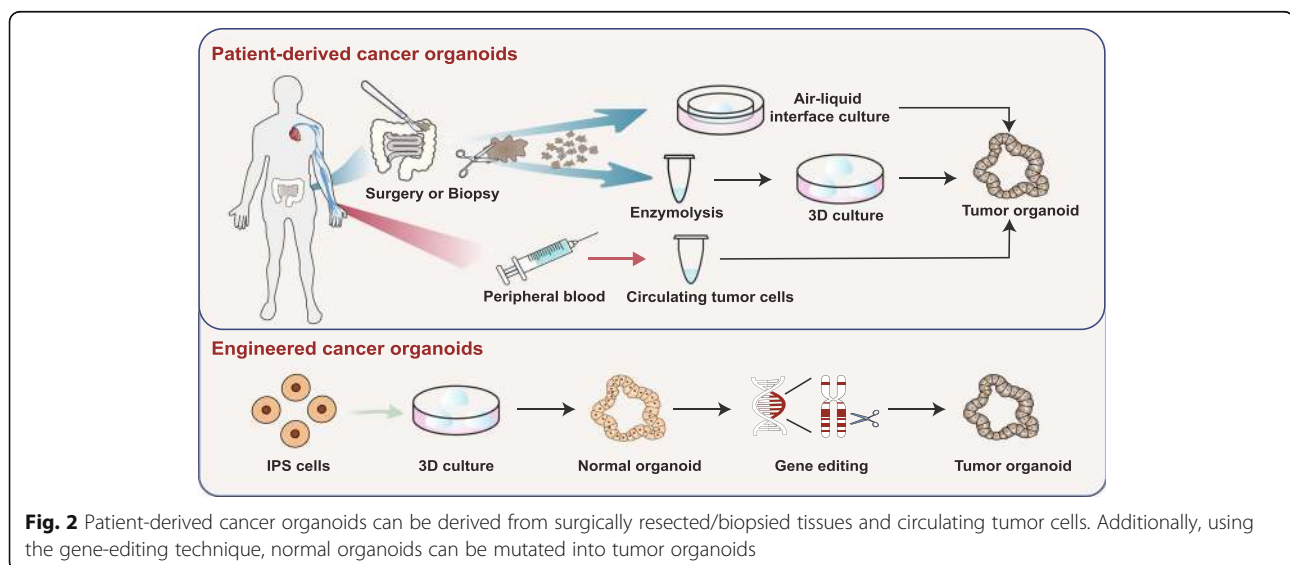 Patient-derived cancer organoids
Air-liquid
interface culture
Surgery or Biopsy
Enzymolysis
3D culture
Tumor organoid
Peripheral blood
Circulating tumor cells
Engineered cancer organoids
IPS cells
3D culture
Normal organoid
Gene editing
Tumor organoid
Fig. 2 Patient-derived cancer organoids can be derived from surgically resected/biopsied tissues and circulating tumor cells. Additionally, using
the gene-editing technique, normal organoids can be mutated into tumor organoids